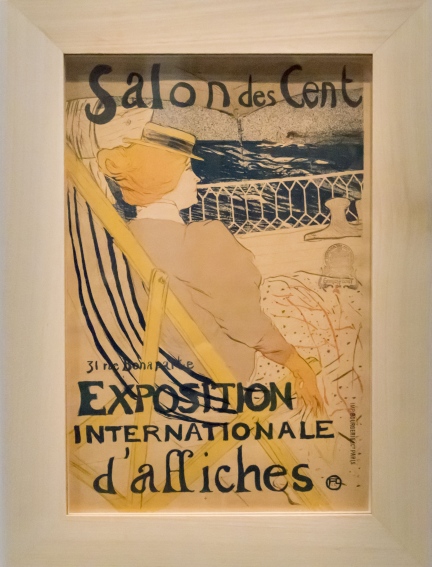 Salon des Cent
31 rue Bonaparte
EXPOSITION
INTERNATIONALE
d'affiches